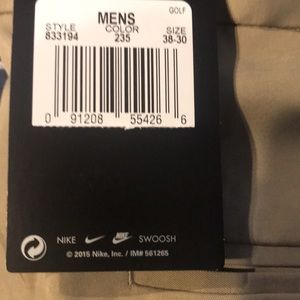 MENS
GOLF
STYLE COLOR SIZE
833194 235 38-30
0 91208 55426 6
NIKE NIKE SWOOSH
© 2015 Nike, Inc. / IM# 561265